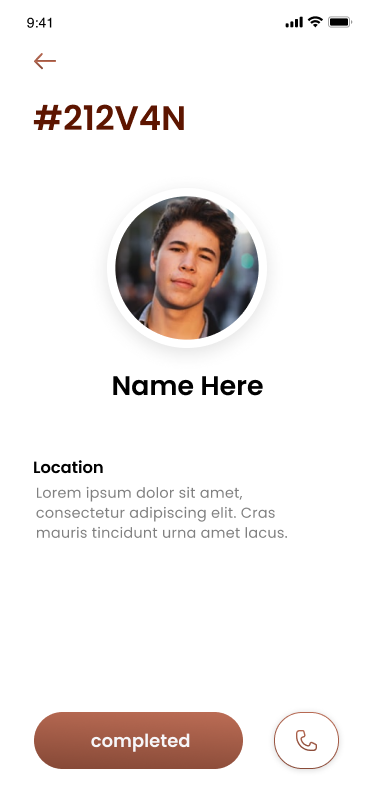 9:41
#212V4N
Name Here
Location
Lorem ipsum dolor sit amet,
consectetur adipiscing elit. Cras
mauris tincidunt urna amet lacus.
completed